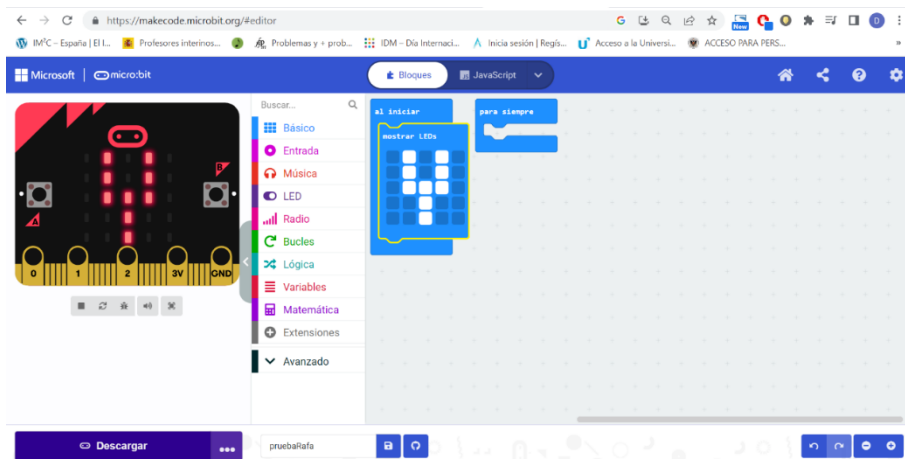 https://makecode.microbit.org/#editor
New
D
IM²C – España | El I...
Profesores interinos...
Problemas y + prob...
IDM – Día Internaci...
Inicia sesión | Regís...
Acceso a la Universi...
ACCESO PARA PERS...
»
Microsoft
micro:bit
Bloques
JavaScript
Buscar...
Básico
Entrada
Música
LED
Radio
Bucles
Lógica
Variables
Matemática
Extensiones
Avanzado
al iniciar
mostrar LEDs
para siempre
A
B
0
1
2
3V
GND
Descargar
pruebaRafa